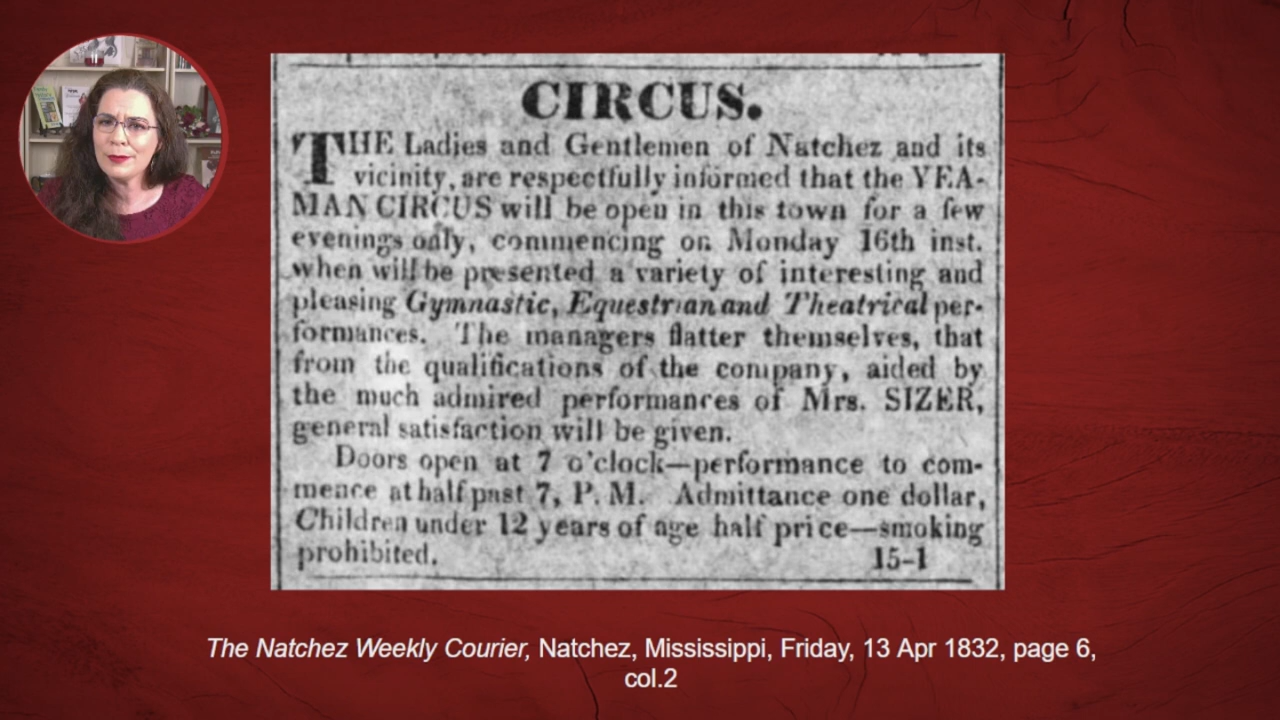 CIRCUS.
THE Ladies and Gentlemen of Natchez and its
vicinity, are respectfully informed that the YEA-
MAN CIRCUS will be open in this town for a few
evenings only, commencing on Monday 16th inst.
when will be presented a variety of interesting and
pleasing Gymnastic, Equestrian and Theatrical per-
formances. The managers flatter themselves, that
from the qualifications of the company, aided by
the much admired performances of Mrs. SIZER,
general satisfaction will be given.
Doors open at 7 o'clock—performance to com-
mence at half past 7, P. M. Admittance one dollar,
Children under 12 years of age half price—smoking
prohibited. 15-1
The Natchez Weekly Courier, Natchez, Mississippi, Friday, 13 Apr 1832, page 6,
col.2